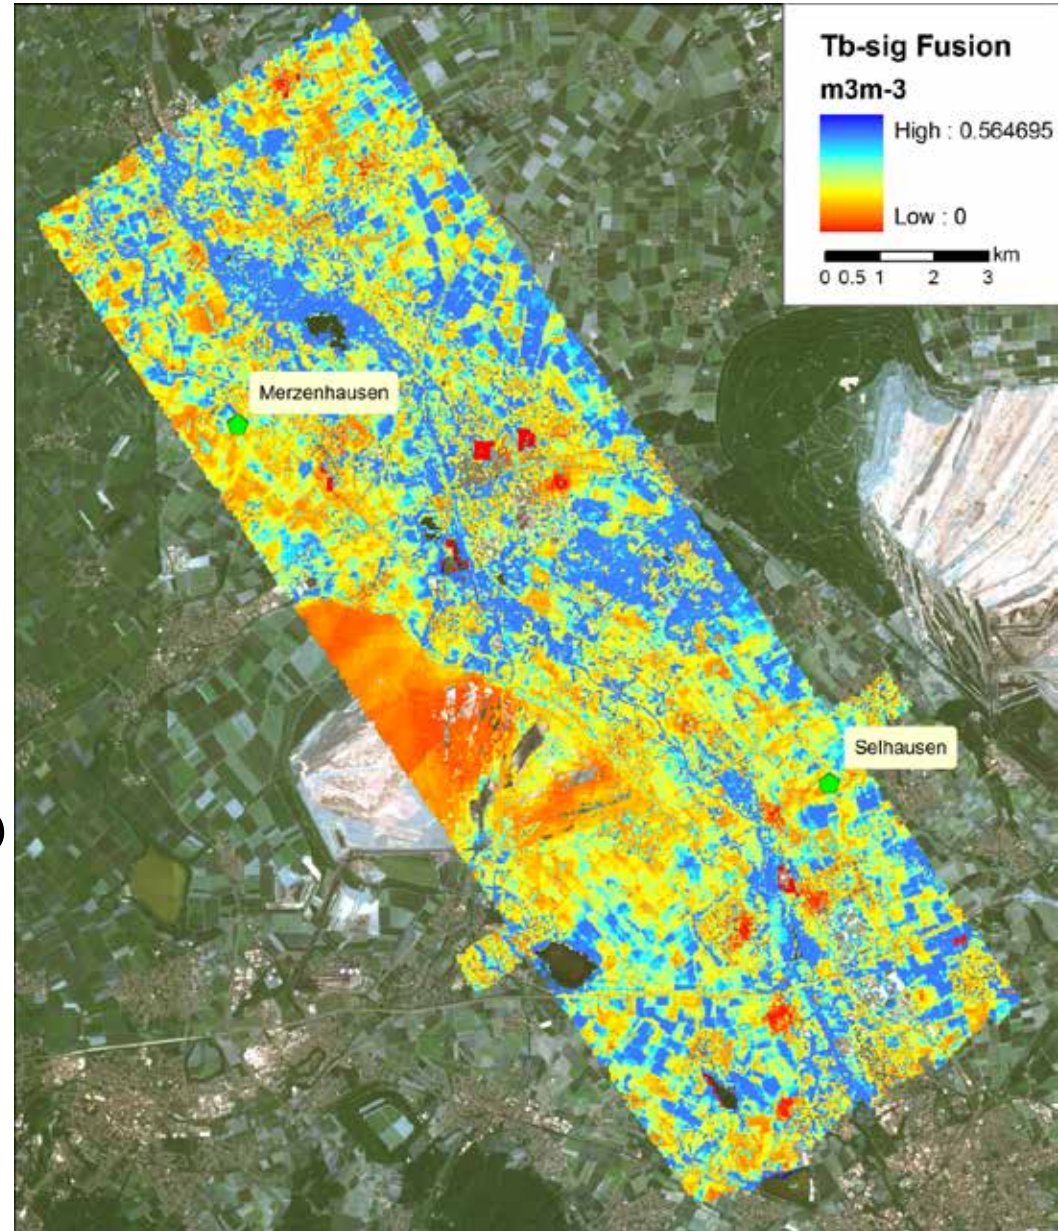 Tb-sig Fusion
m3m-3
High : 0.564695
Low : 0
km
0 0.5 1 2 3
Merzenhausen
Selhausen
)